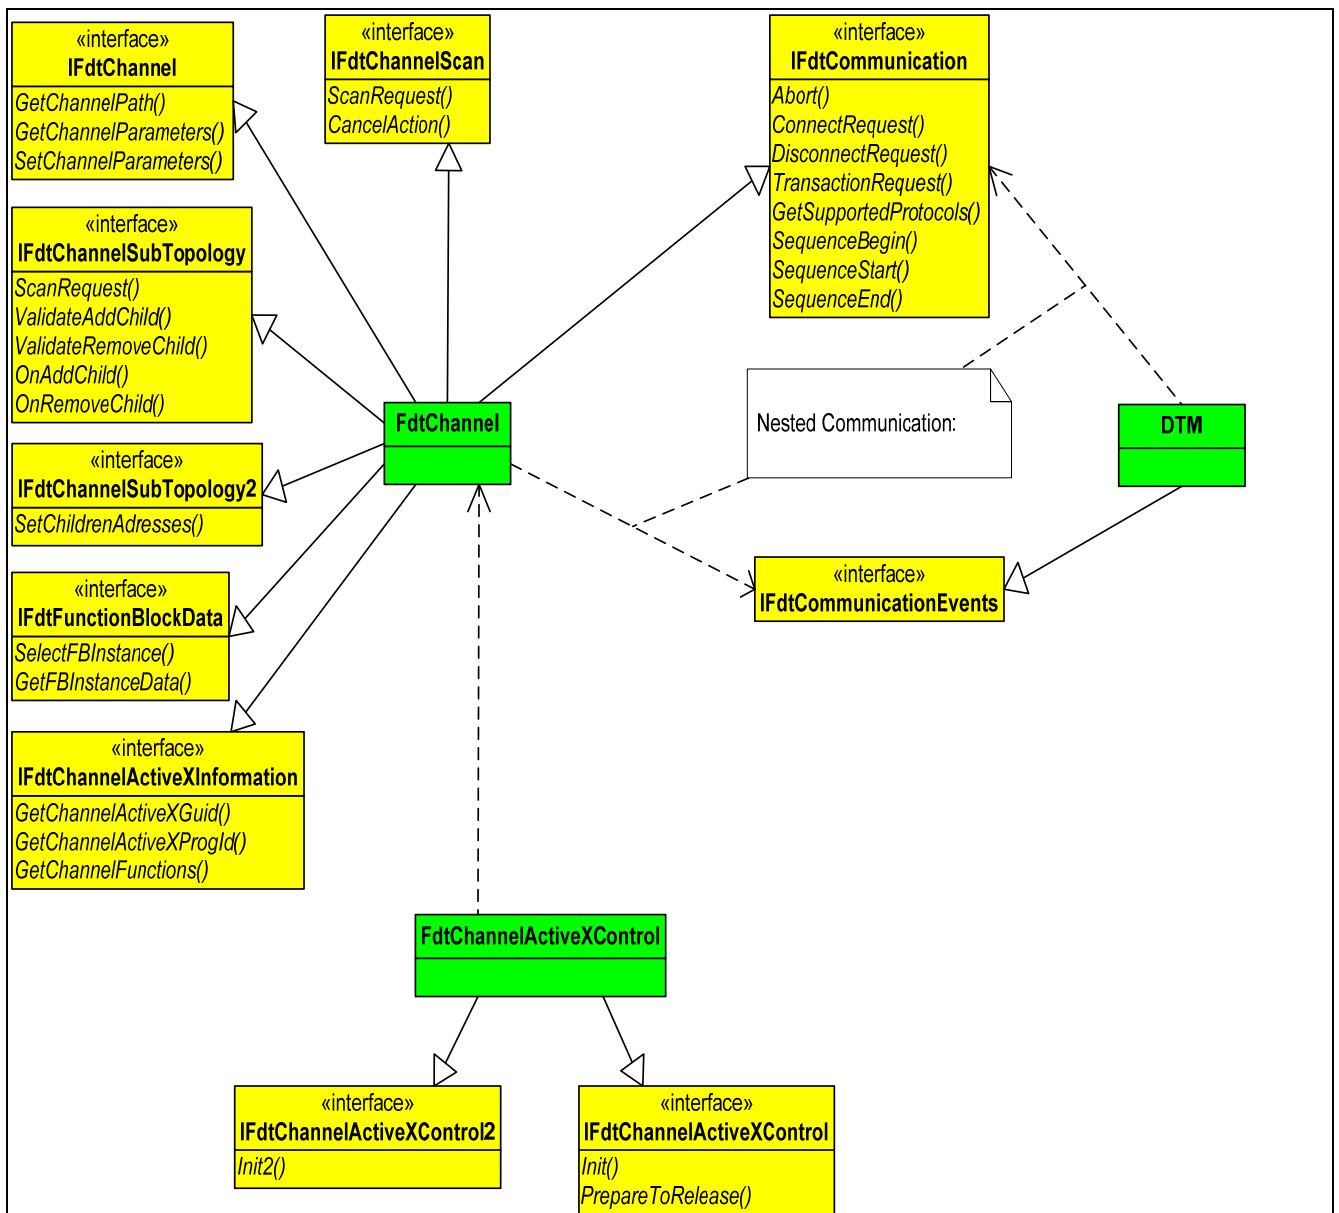 «interface»
IFdtChannel
GetChannelPath()
GetChannelParameters()
SetChannelParameters()
«interface»
IFdtChannelScan
ScanRequest()
CancelAction()
«interface»
IFdtCommunication
Abort()
ConnectRequest()
DisconnectRequest()
TransactionRequest()
GetSupportedProtocols()
SequenceBegin()
SequenceStart()
SequenceEnd()
«interface»
IFdtChannelSubTopology
ScanRequest()
ValidateAddChild()
ValidateRemoveChild()
OnAddChild()
OnRemoveChild()
FdtChannel
Nested Communication:
DTM
«interface»
IFdtChannelSubTopology2
SetChildrenAdresses()
«interface»
IFdtCommunicationEvents
«interface»
IFdtFunctionBlockData
SelectFBInstance()
GetFBInstanceData()
«interface»
IFdtChannelActiveXInformation
GetChannelActiveXGuid()
GetChannelActiveXProgId()
GetChannelFunctions()
FdtChannelActiveXControl
«interface»
IFdtChannelActiveXControl2
Init2()
«interface»
IFdtChannelActiveXControl
Init()
PrepareToRelease()